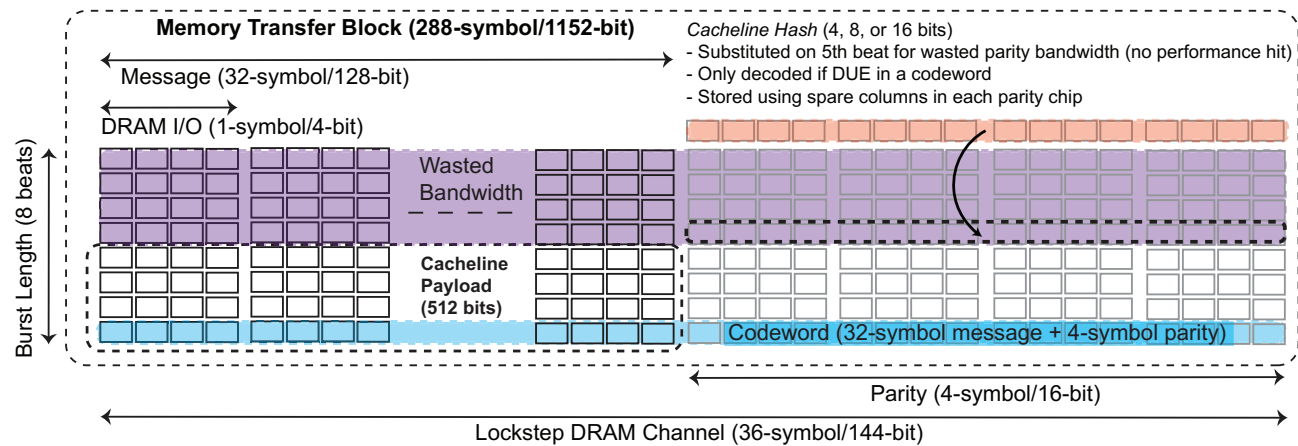 Memory Transfer Block (288-symbol/1152-bit)
Message (32-symbol/128-bit)
DRAM I/O (1-symbol/4-bit)
Cacheline Hash (4, 8, or 16 bits)
- Substituted on 5th beat for wasted parity bandwidth (no performance hit)
- Only decoded if DUE in a codeword
- Stored using spare columns in each parity chip
Burst Length (8 beats)
Wasted
Bandwidth
Cacheline
Payload
(512 bits)
Codeword (32-symbol message + 4-symbol parity)
Parity (4-symbol/16-bit)
Lockstep DRAM Channel (36-symbol/144-bit)